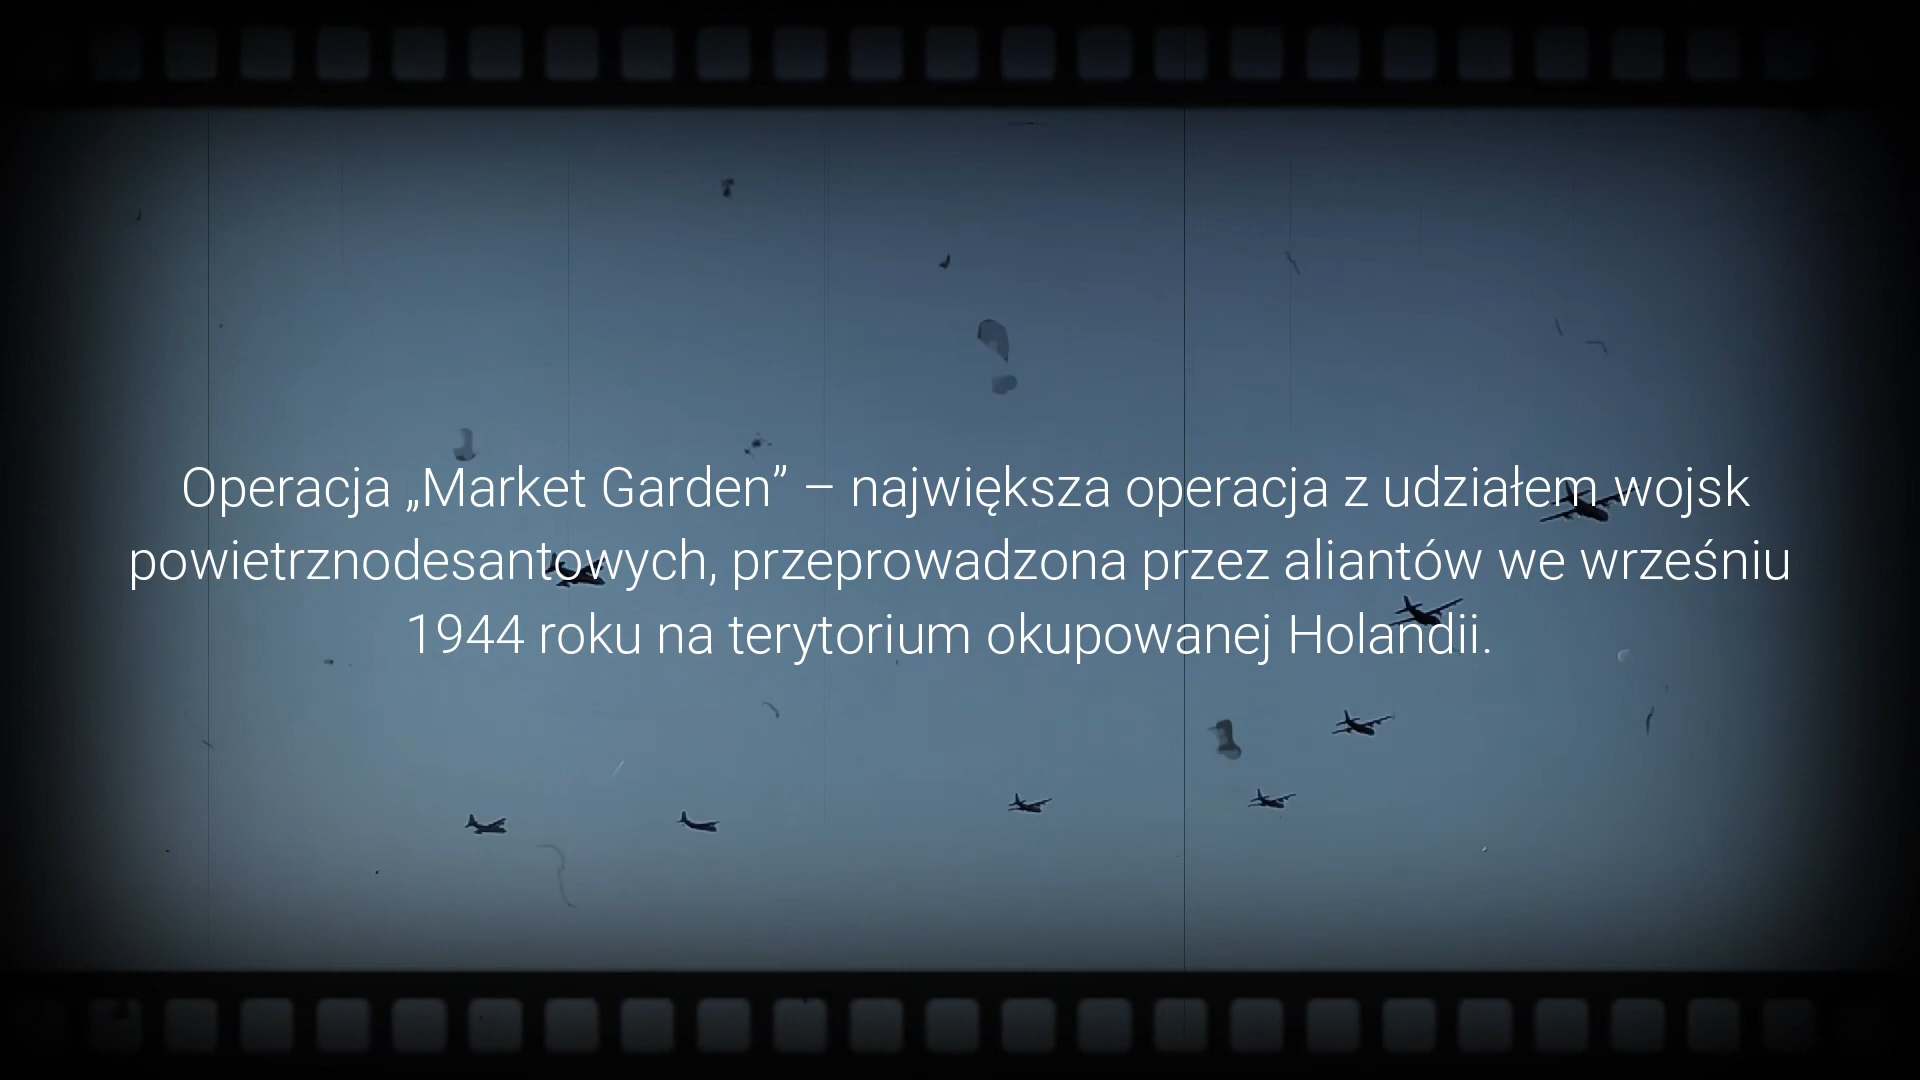 Operacja „Market Garden” – największa operacja z udziałem wojsk
powietrznodesantowych, przeprowadzona przez aliantów we wrześniu
1944 roku na terytorium okupowanej Holandii.